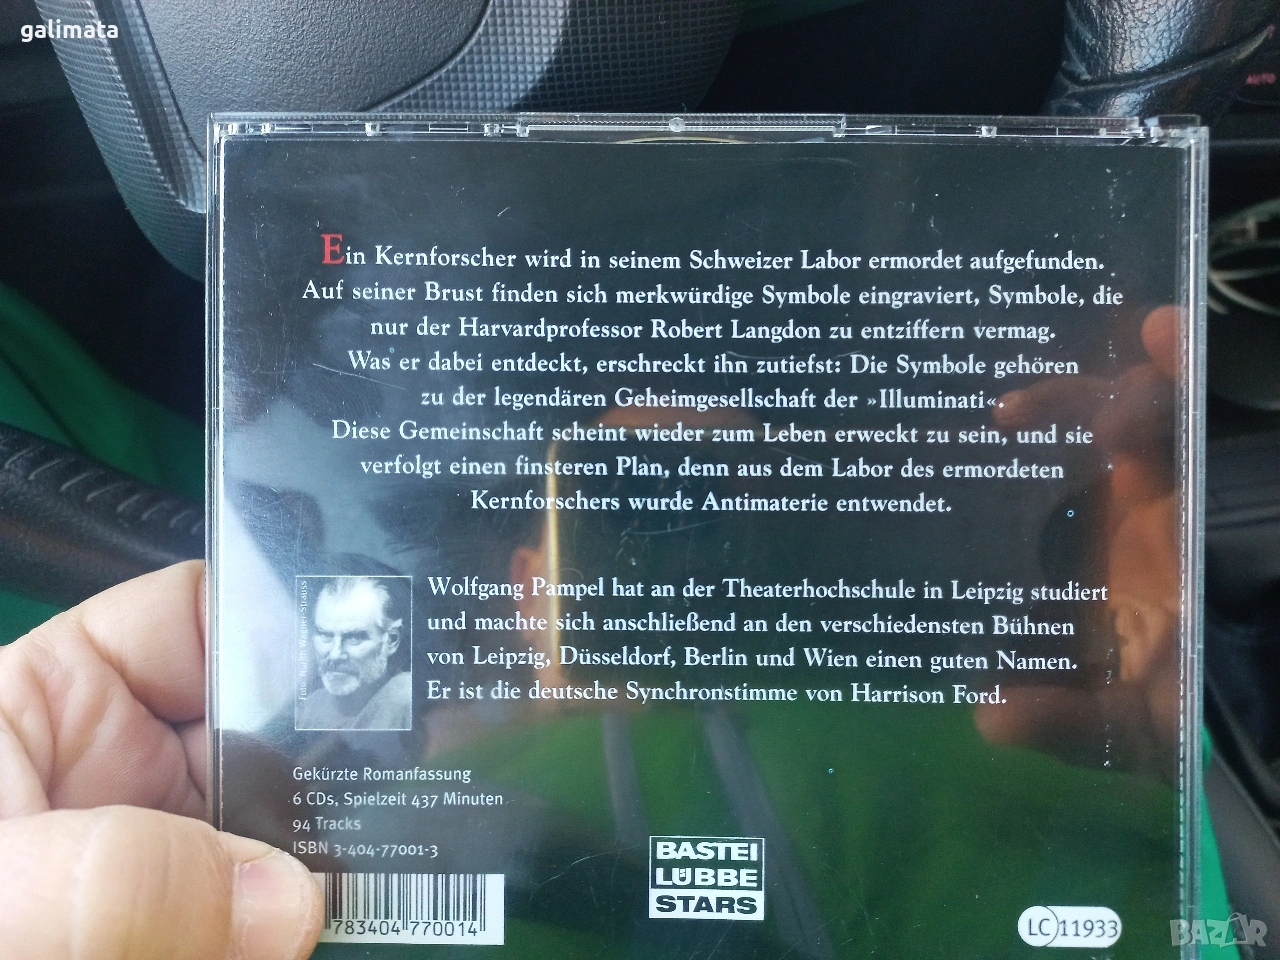 galimata
AUTO
Ein Kernforscher wird in seinem Schweizer Labor ermordet aufgefunden.
Auf seiner Brust finden sich merkwürdige Symbole eingraviert, Symbole, die
nur der Harvardprofessor Robert Langdon zu entziffern vermag.
Was er dabei entdeckt, erschreckt ihn zutiefst: Die Symbole gehören
zu der legendären Geheimgesellschaft der »Illuminati«.
Diese Gemeinschaft scheint wieder zum Leben erweckt zu sein, und sie
verfolgt einen finsteren Plan, denn aus dem Labor des ermordeten
Kernforschers wurde Antimaterie entwendet.
Wolfgang Pampel hat an der Theaterhochschule in Leipzig studiert
und machte sich anschließend an den verschiedensten Bühnen
von Leipzig, Düsseldorf, Berlin und Wien einen guten Namen.
Er ist die deutsche Synchronstimme von Harrison Ford.
Gekürzte Romanfassung
6 CDs, Spielzeit 437 Minuten
94 Tracks
ISBN 3-404-77001-3
783404 770014
BASTEI
LÜBBE
STARS
LC 11933
BAZAR